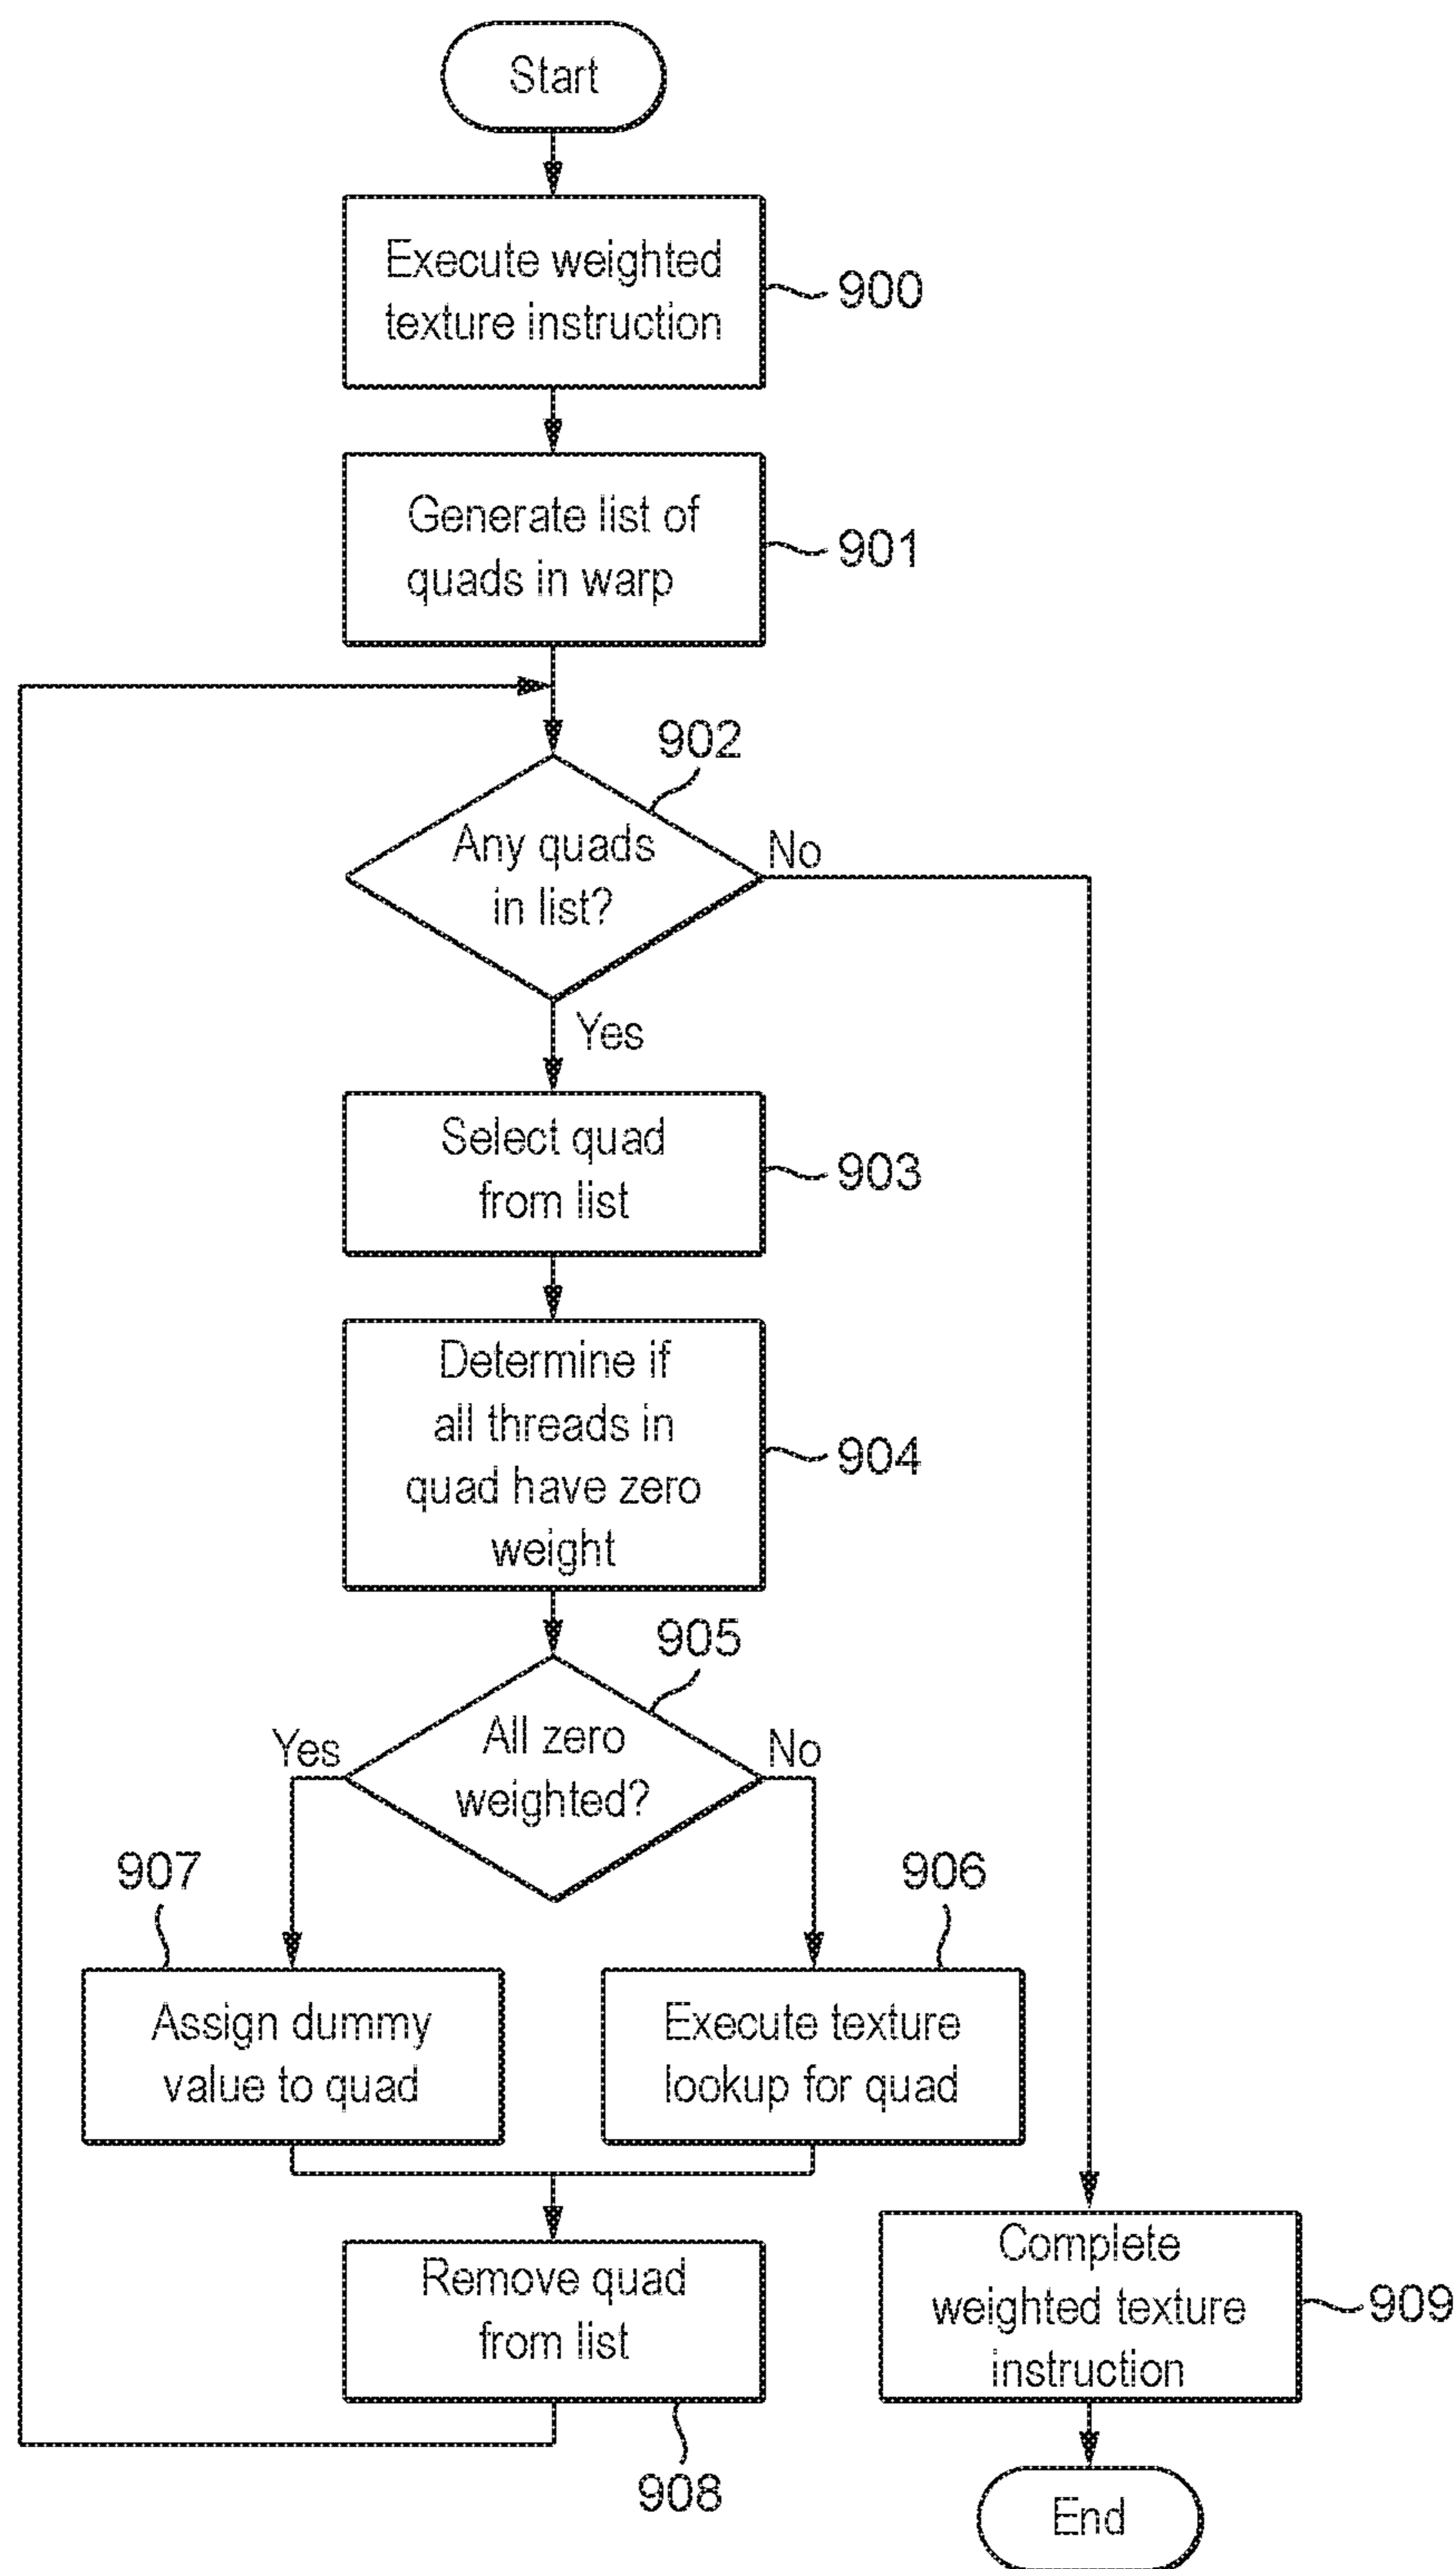 Start
Execute weighted
texture instruction
900
Generate list of
quads in warp
901
902
Any quads
in list?
No
Yes
Select quad
from list
903
Determine if
all threads in
quad have zero
weight
904
905
Yes
All zero
weighted?
No
907
906
Assign dummy
value to quad
Execute texture
lookup for quad
Remove quad
from list
908
Complete
weighted texture
instruction
909
End